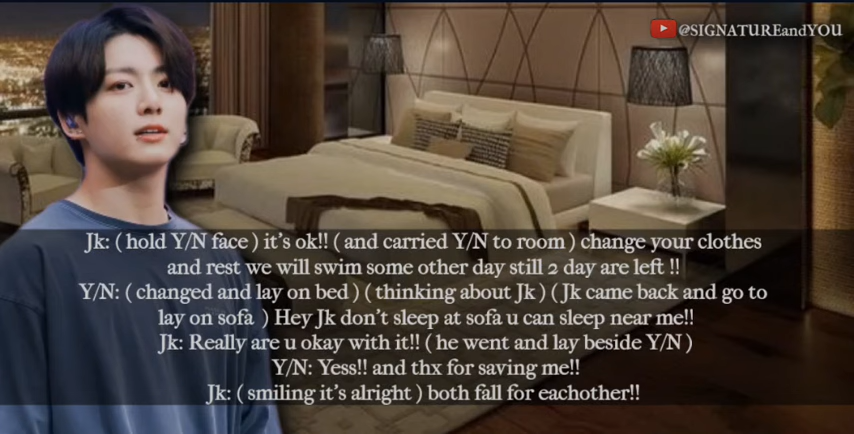 @SIGNATUREandYOU
Jk: ( hold Y/N face ) it's ok!! ( and carried Y/N to room ) change your clothes
and rest we will swim some other day still 2 day are left !!
Y/N: ( changed and lay on bed ) ( thinking about Jk ) ( Jk came back and go to
lay on sofa  ) Hey Jk don't sleep at sofa u can sleep near me!!
Jk: Really are u okay with it!! ( he went and lay beside Y/N )
Y/N: Yess!! and thx for saving me!!
Jk: ( smiling it's alright ) both fall for eachother!!